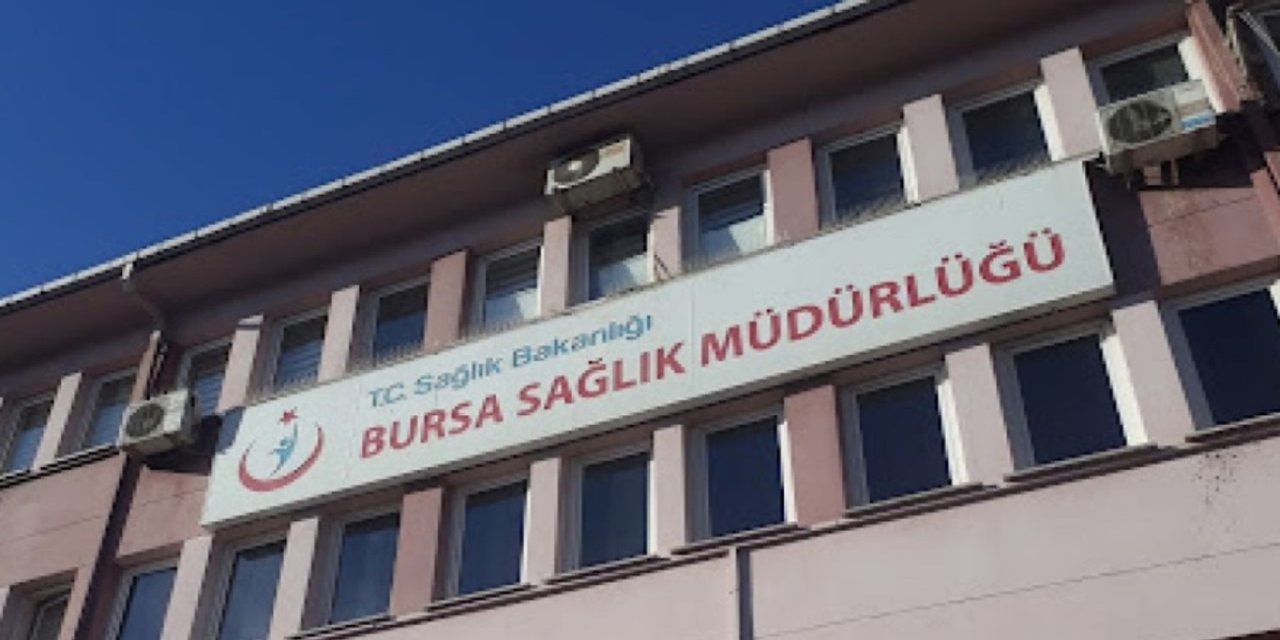 T.C. Sağlık Bakanlığı
BURSA SAĞLIK MÜDÜRLÜĞÜ